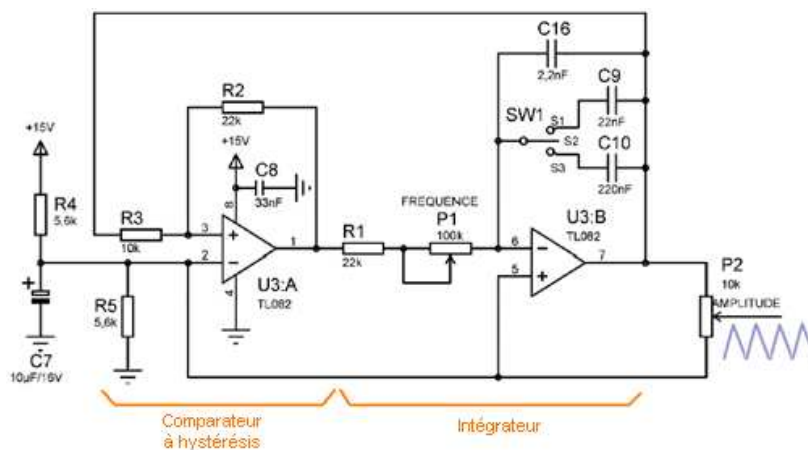 C16
2,2nF
C9
22nF
R2
22k
SW1
S1
S2
S3
C10
220nF
+15V
+15V
8
C8
33nF
R4
5,6k
FREQUENCE
P1
100k
R3
10k
3
+
2
−
1
4
R1
22k
6
−
5
+
7
U3:B
TL082
U3:A
TL082
P2
10k
AMPLITUDE
+
R5
5,6k
C7
10µF/16V
Comparateur
à hystérésis
Intégrateur